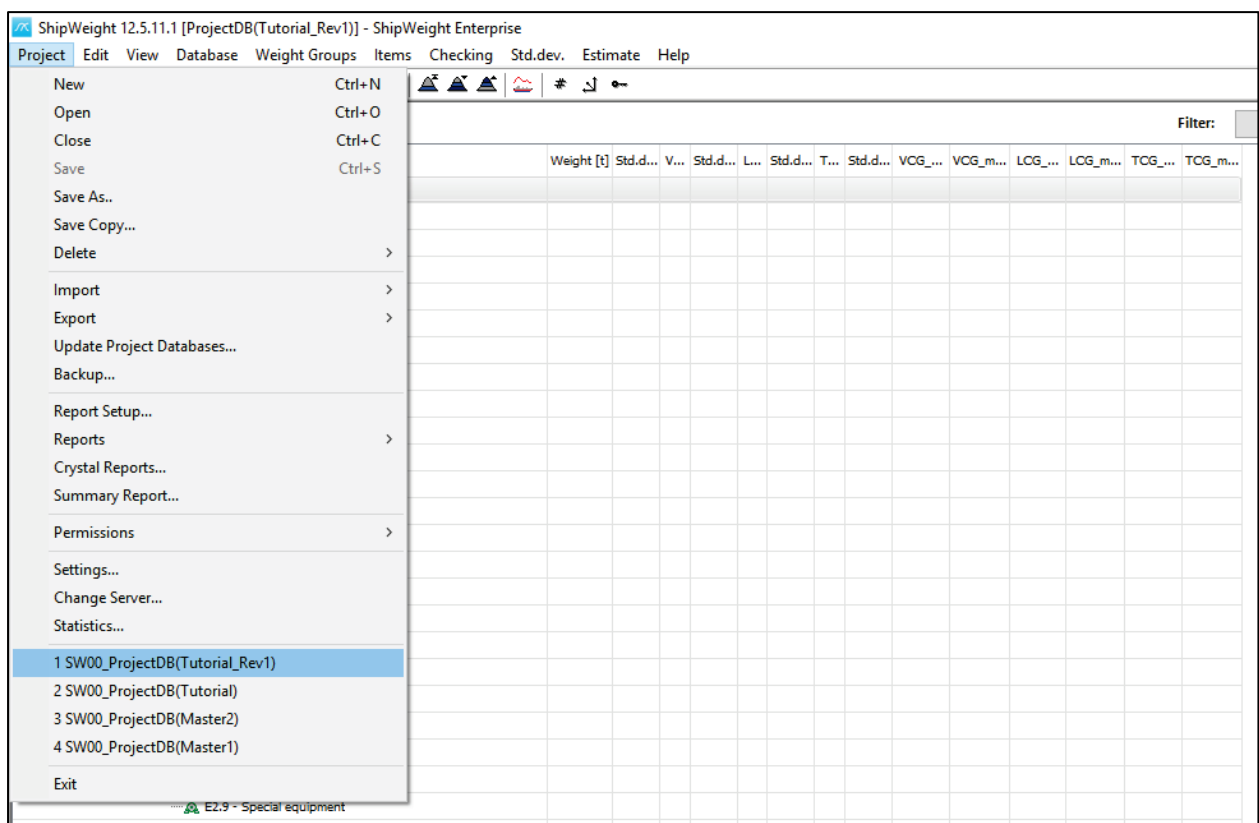 ShipWeight 12.5.11.1 [ProjectDB(Tutorial_Rev1)] - ShipWeight Enterprise
Project Edit View Database Weight Groups Items Checking Std.dev. Estimate Help
New Ctrl+N
Open Ctrl+O
Close Ctrl+C
Filter:
Save Ctrl+S
Weight [t] Std.d... V... Std.d... L... Std.d... T... Std.d... VCG_... VCG_m... LCG_... LCG_m... TCG_... TCG_m...
Save As..
Save Copy...
Delete >
Import >
Export >
Update Project Databases...
Backup...
Report Setup...
Reports >
Crystal Reports...
Summary Report...
Permissions >
Settings...
Change Server...
Statistics...
1 SW00_ProjectDB(Tutorial_Rev1)
2 SW00_ProjectDB(Tutorial)
3 SW00_ProjectDB(Master2)
4 SW00_ProjectDB(Master1)
Exit
E2.9 - Special equipment